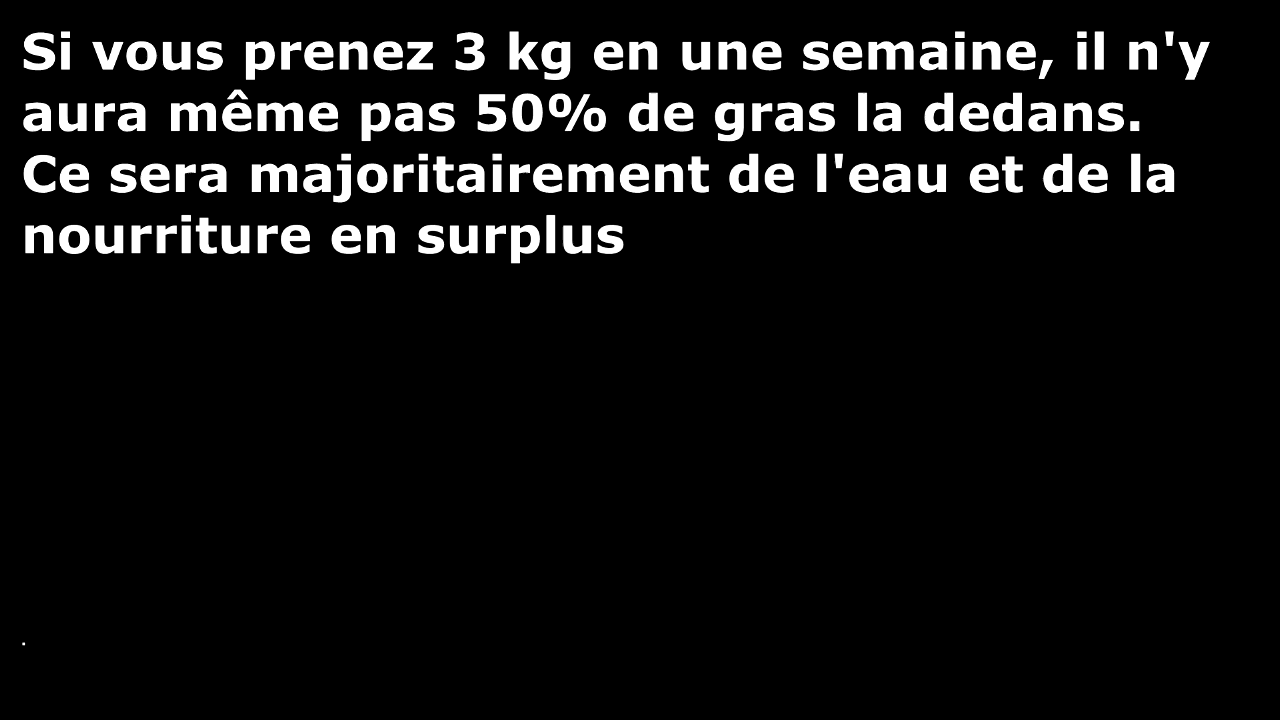 Si vous prenez 3 kg en une semaine, il n'y
aura même pas 50% de gras la dedans.
Ce sera majoritairement de l'eau et de la
nourriture en surplus
.